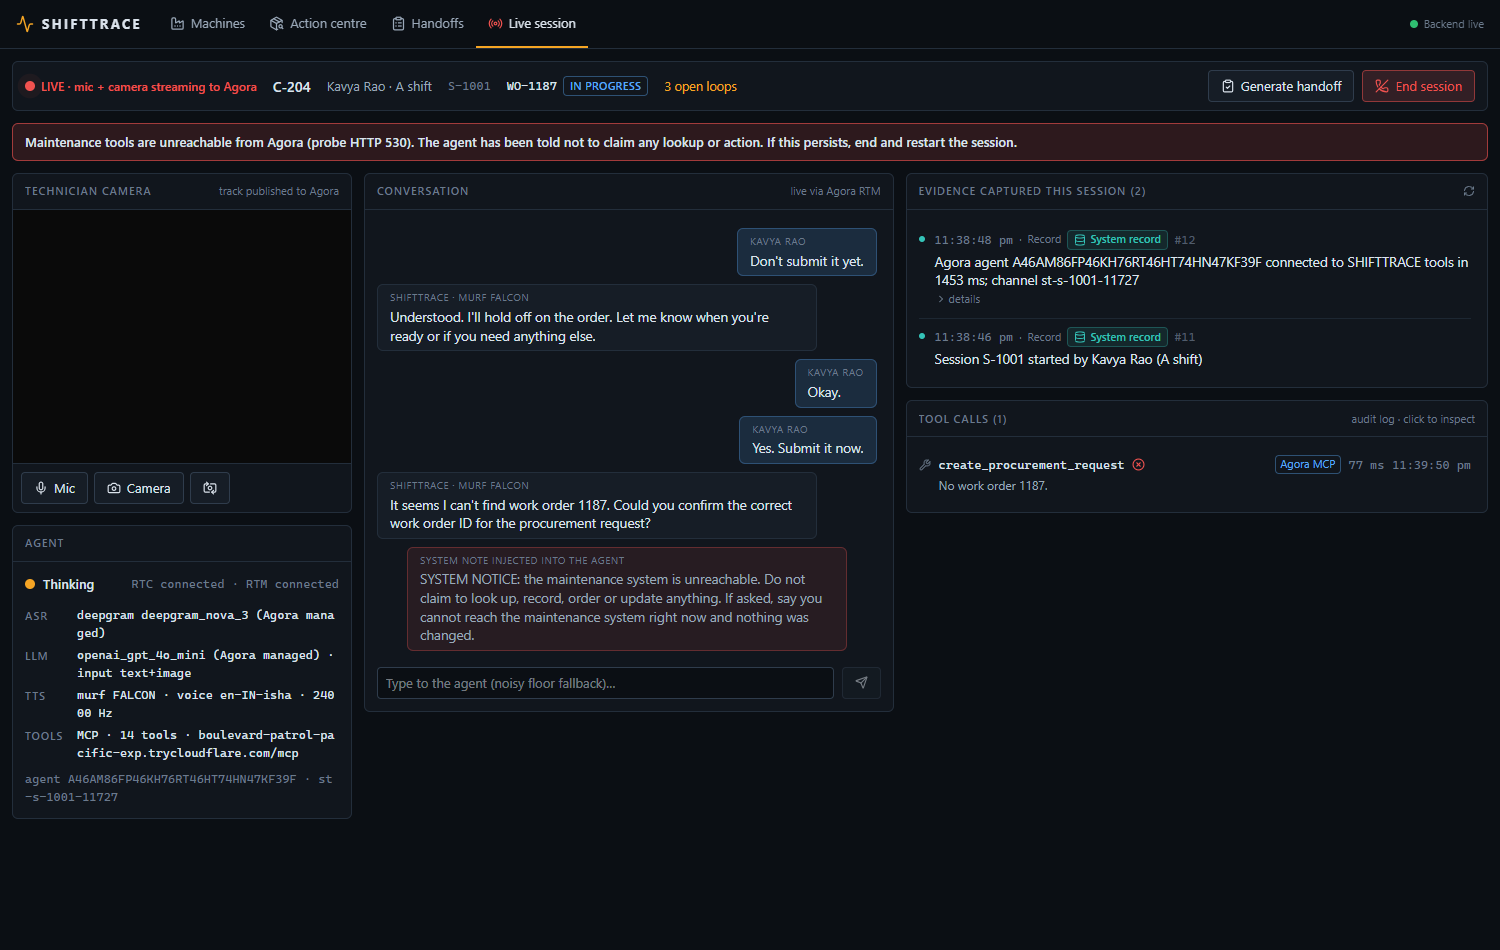 SHIFTTRACE
Machines
Action centre
Handoffs
Live session
Backend live
LIVE · mic + camera streaming to Agora
C-204
Kavya Rao · A shift
S-1001
WO-1187
IN PROGRESS
3 open loops
Generate handoff
End session
Maintenance tools are unreachable from Agora (probe HTTP 530). The agent has been told not to claim any lookup or action. If this persists, end and restart the session.
TECHNICIAN CAMERA
track published to Agora
Mic
Camera
AGENT
Thinking
RTC connected · RTM connected
ASR
deepgram deepgram_nova_3 (Agora mana
ged)
LLM
openai_gpt_4o_mini (Agora managed) ·
input text+image
TTS
murf FALCON · voice en-IN-isha · 240
00 Hz
TOOLS
MCP · 14 tools · boulevard-patrol-pa
cific-exp.trycloudflare.com/mcp
agent A46AM86FP46KH76RT46HT74HN47KF39F · st
-s-1001-11727
CONVERSATION
live via Agora RTM
KAVYA RAO
Don't submit it yet.
SHIFTTRACE · MURF FALCON
Understood. I'll hold off on the order. Let me know when you're
ready or if you need anything else.
KAVYA RAO
Okay.
KAVYA RAO
Yes. Submit it now.
SHIFTTRACE · MURF FALCON
It seems I can't find work order 1187. Could you confirm the correct
work order ID for the procurement request?
SYSTEM NOTE INJECTED INTO THE AGENT
SYSTEM NOTICE: the maintenance system is unreachable. Do not
claim to look up, record, order or update anything. If asked, say you
cannot reach the maintenance system right now and nothing was
changed.
Type to the agent (noisy floor fallback)...
EVIDENCE CAPTURED THIS SESSION (2)
11:38:48 pm · Record System record #12
Agora agent A46AM86FP46KH76RT46HT74HN47KF39F connected to SHIFTTRACE tools in
1453 ms; channel st-s-1001-11727
details
11:38:46 pm · Record System record #11
Session S-1001 started by Kavya Rao (A shift)
TOOL CALLS (1)
audit log · click to inspect
create_procurement_request
Agora MCP 77 ms 11:39:50 pm
No work order 1187.